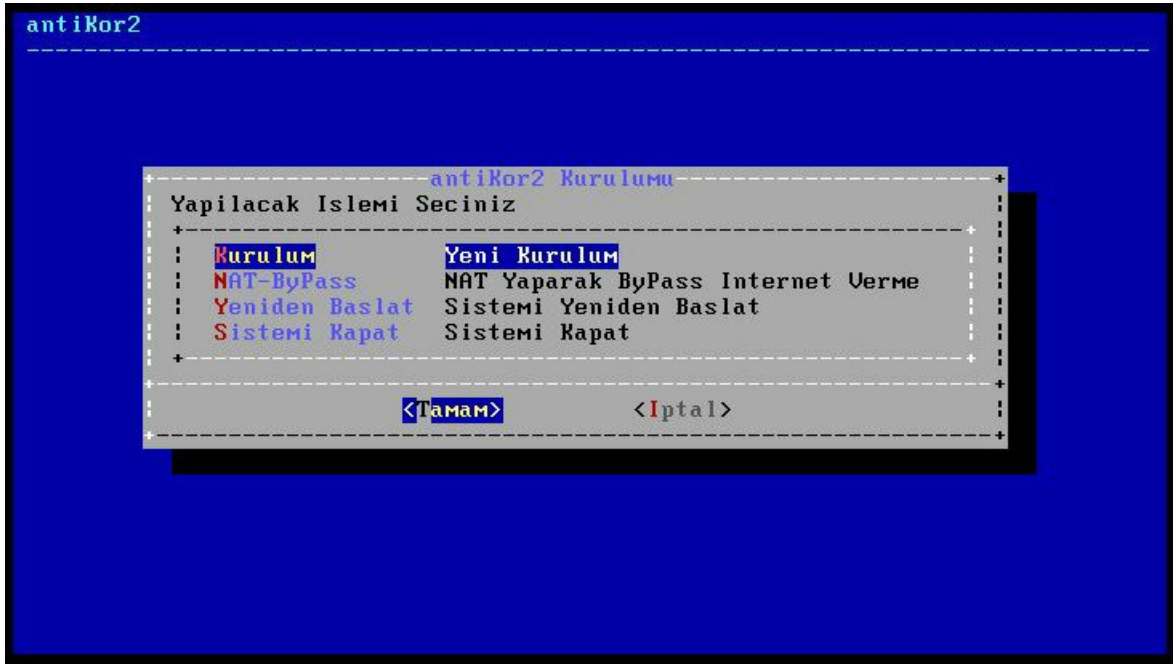 antiKor2
antiKor2 Kurulumu
Yapilacak Islemi Seciniz
Kurulum Yeni Kurulum
NAT-ByPass NAT Yaparak ByPass Internet Verme
Yeniden Baslat Sistemi Yeniden Baslat
Sistemi Kapat Sistemi Kapat
<Tamam> <Iptal>